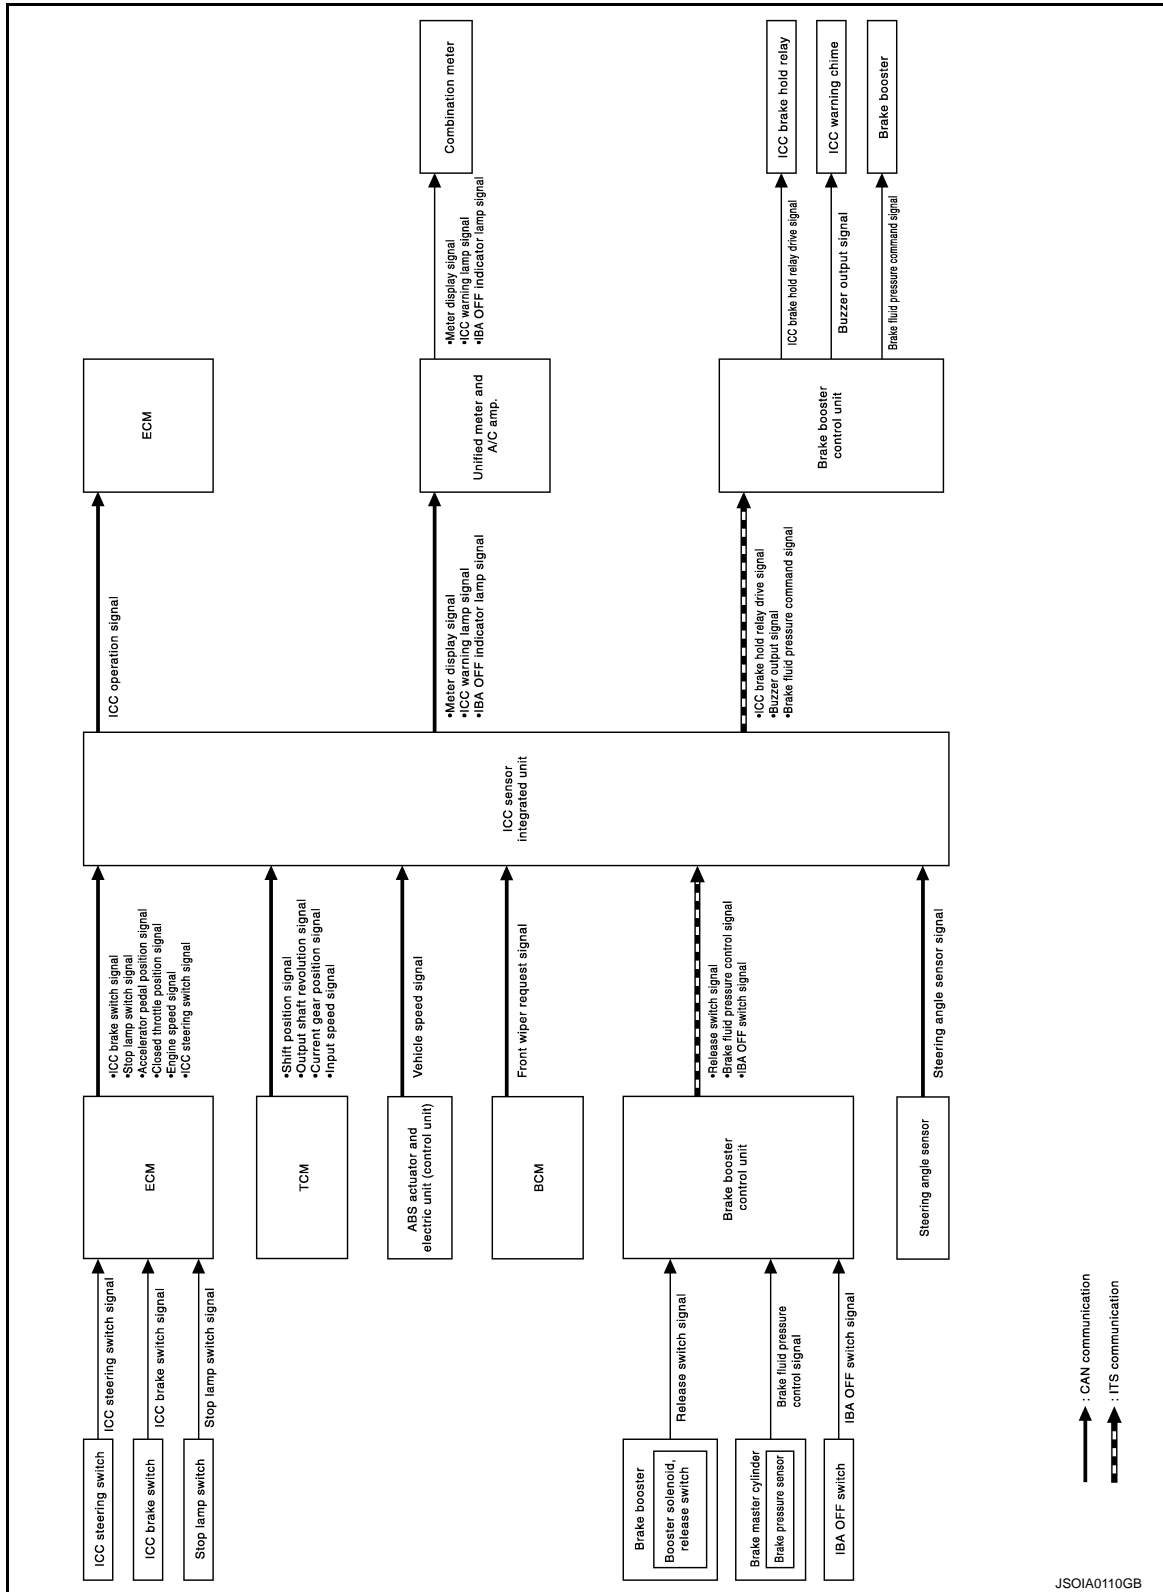 ICC steering switch
ICC brake switch
Stop lamp switch
ICC steering switch signal
ICC brake switch signal
Stop lamp switch signal
ECM
•ICC brake switch signal
•Stop lamp switch signal
•Accelerator pedal position signal
•Closed throttle position signal
•Engine speed signal
•ICC steering switch signal
TCM
•Shift position signal
•Output shaft revolution signal
•Current gear position signal
•Input speed signal
ABS actuator and
electric unit (control unit)
Vehicle speed signal
BCM
Front wiper request signal
Brake booster
Booster solenoid,
release switch
Release switch signal
Brake master cylinder
Brake pressure sensor
Brake fluid pressure
control signal
IBA OFF switch
IBA OFF switch signal
Brake booster
control unit
•Release switch signal
•Brake fluid pressure control signal
•IBA OFF switch signal
Steering angle sensor
Steering angle sensor signal
ICC sensor
integrated unit
ICC operation signal
ECM
•Meter display signal
•ICC warning lamp signal
•IBA OFF indicator lamp signal
Unified meter and
A/C amp.
•Meter display signal
•ICC warning lamp signal
•IBA OFF indicator lamp signal
Combination meter
•ICC brake hold relay drive signal
•Buzzer output signal
•Brake fluid pressure command signal
Brake booster
control unit
ICC brake hold relay drive signal
Buzzer output signal
Brake fluid pressure command signal
ICC brake hold relay
ICC warning chime
Brake booster
: CAN communication
: ITS communication
JSOIA0110GB